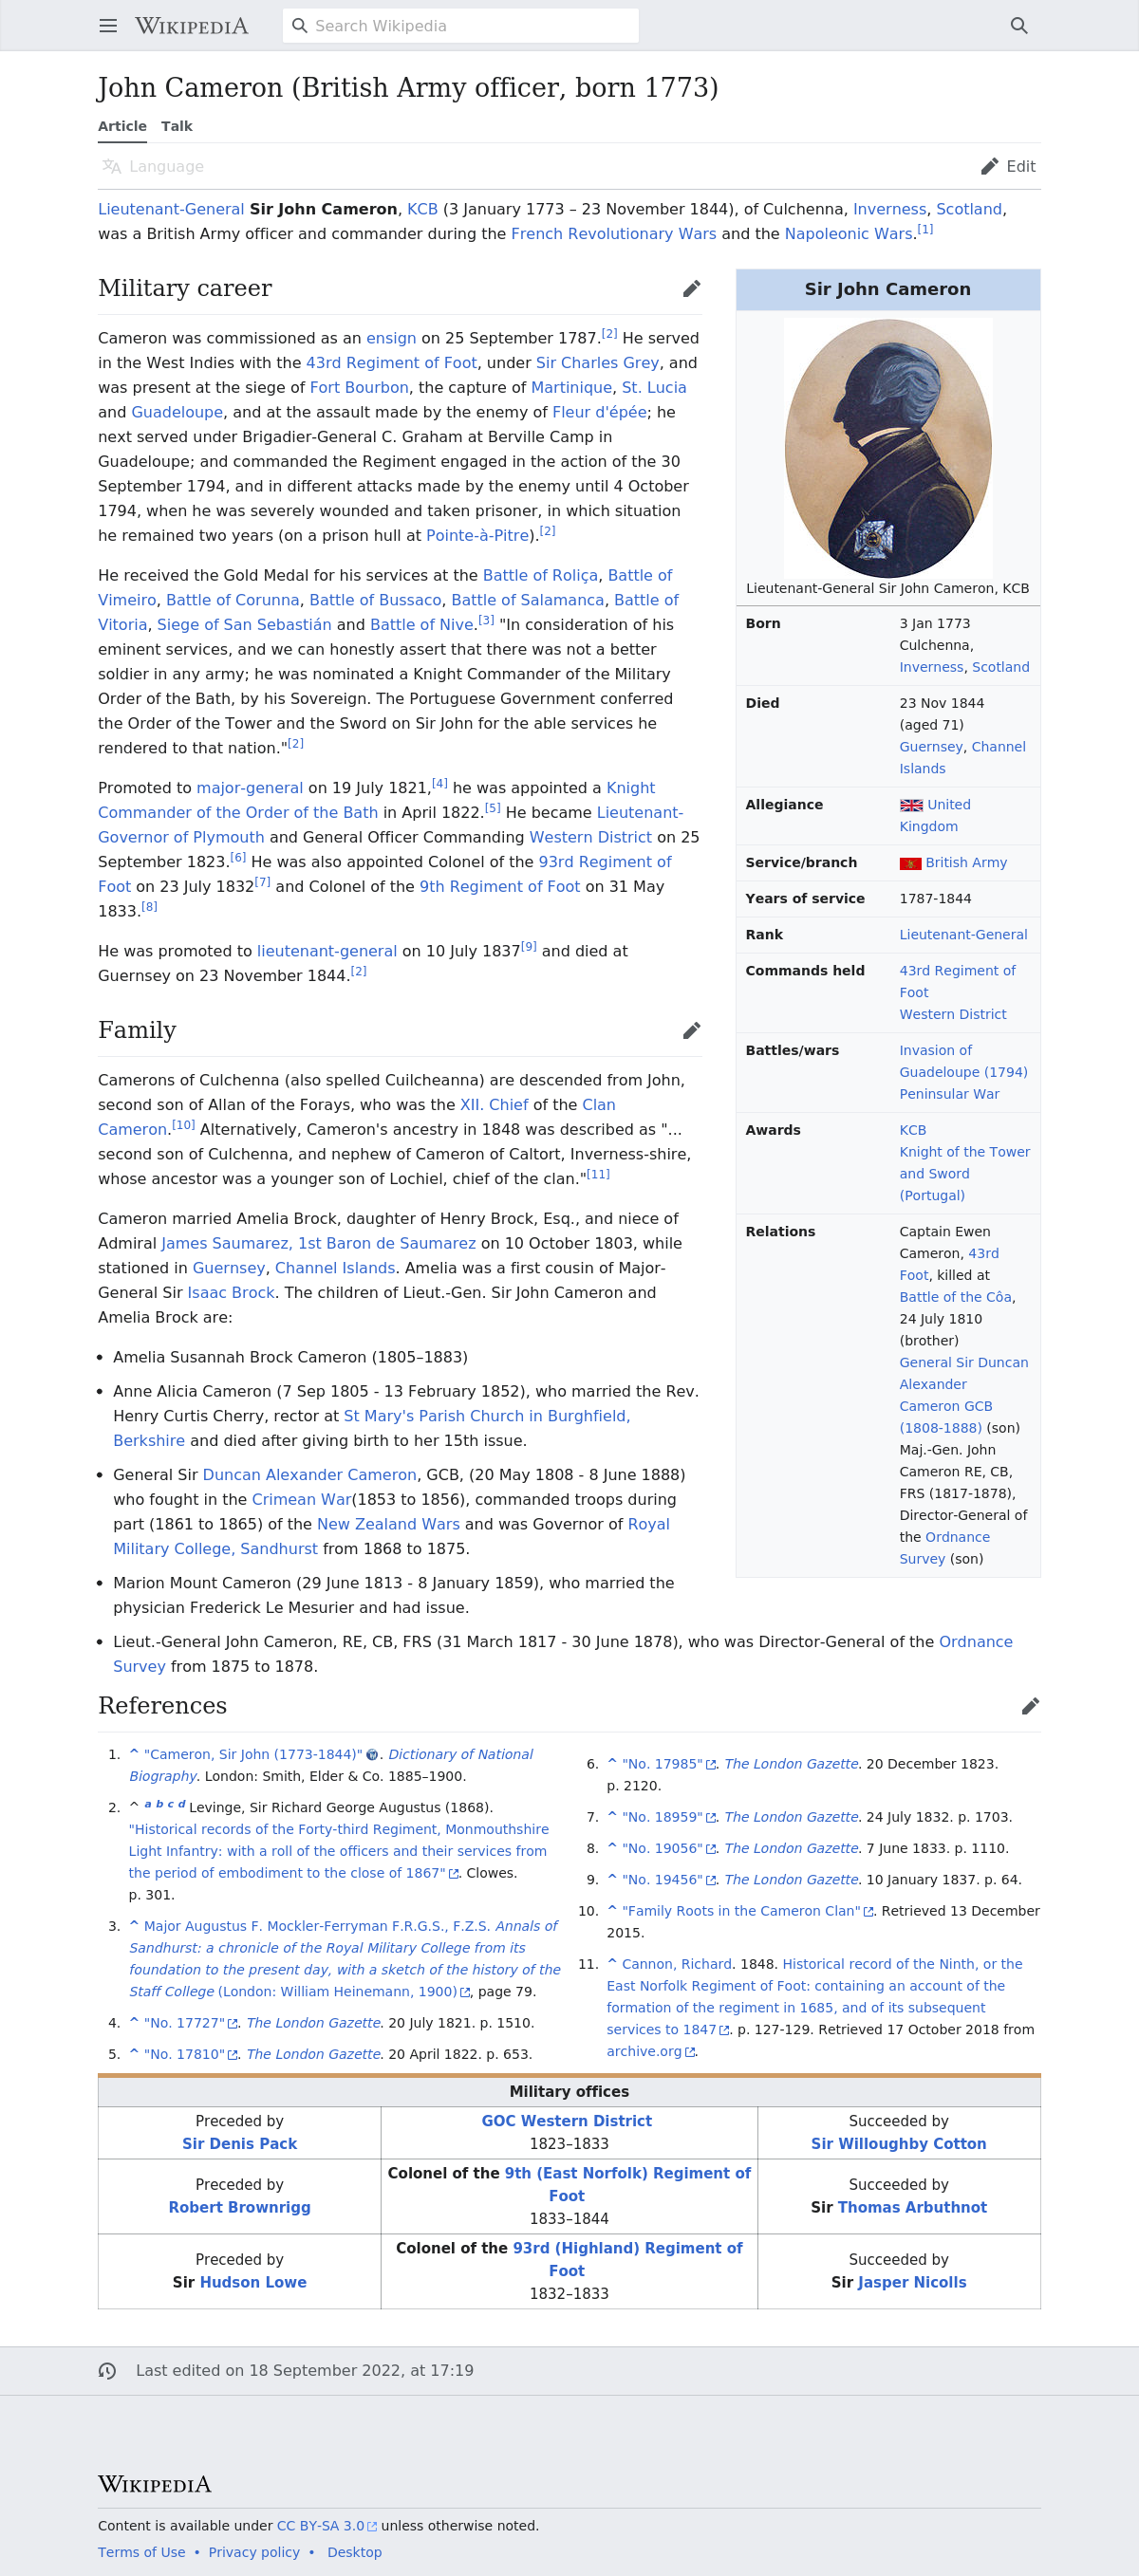 WIKIPEDIA
Search Wikipedia
John Cameron (British Army officer, born 1773)
Article Talk
Language
Edit
Lieutenant-General Sir John Cameron, KCB (3 January 1773 – 23 November 1844), of Culchenna, Inverness, Scotland,
was a British Army officer and commander during the French Revolutionary Wars and the Napoleonic Wars.[1]
Military career
Cameron was commissioned as an ensign on 25 September 1787.[2] He served
in the West Indies with the 43rd Regiment of Foot, under Sir Charles Grey, and
was present at the siege of Fort Bourbon, the capture of Martinique, St. Lucia
and Guadeloupe, and at the assault made by the enemy of Fleur d'épée; he
next served under Brigadier-General C. Graham at Berville Camp in
Guadeloupe; and commanded the Regiment engaged in the action of the 30
September 1794, and in different attacks made by the enemy until 4 October
1794, when he was severely wounded and taken prisoner, in which situation
he remained two years (on a prison hull at Pointe-à-Pitre).[2]
He received the Gold Medal for his services at the Battle of Roliça, Battle of
Vimeiro, Battle of Corunna, Battle of Bussaco, Battle of Salamanca, Battle of
Vitoria, Siege of San Sebastián and Battle of Nive.[3] "In consideration of his
eminent services, and we can honestly assert that there was not a better
soldier in any army; he was nominated a Knight Commander of the Military
Order of the Bath, by his Sovereign. The Portuguese Government conferred
the Order of the Tower and the Sword on Sir John for the able services he
rendered to that nation."[2]
Promoted to major-general on 19 July 1821,[4] he was appointed a Knight
Commander of the Order of the Bath in April 1822.[5] He became Lieutenant-
Governor of Plymouth and General Officer Commanding Western District on 25
September 1823.[6] He was also appointed Colonel of the 93rd Regiment of
Foot on 23 July 1832[7] and Colonel of the 9th Regiment of Foot on 31 May
1833.[8]
He was promoted to lieutenant-general on 10 July 1837[9] and died at
Guernsey on 23 November 1844.[2]
Sir John Cameron
Lieutenant-General Sir John Cameron, KCB
Born 3 Jan 1773
Culchenna,
Inverness, Scotland
Died 23 Nov 1844
(aged 71)
Guernsey, Channel
Islands
Allegiance United
Kingdom
Service/branch British Army
Years of service 1787-1844
Rank Lieutenant-General
Commands held 43rd Regiment of
Foot
Western District
Battles/wars Invasion of
Guadeloupe (1794)
Peninsular War
Awards KCB
Knight of the Tower
and Sword
(Portugal)
Relations Captain Ewen
Cameron, 43rd
Foot, killed at
Battle of the Côa,
24 July 1810
(brother)
General Sir Duncan
Alexander
Cameron GCB
(1808-1888) (son)
Maj.-Gen. John
Cameron RE, CB,
FRS (1817-1878),
Director-General of
the Ordnance
Survey (son)
Family
Camerons of Culchenna (also spelled Cuilcheanna) are descended from John,
second son of Allan of the Forays, who was the XII. Chief of the Clan
Cameron.[10] Alternatively, Cameron's ancestry in 1848 was described as "...
second son of Culchenna, and nephew of Cameron of Caltort, Inverness-shire,
whose ancestor was a younger son of Lochiel, chief of the clan."[11]
Cameron married Amelia Brock, daughter of Henry Brock, Esq., and niece of
Admiral James Saumarez, 1st Baron de Saumarez on 10 October 1803, while
stationed in Guernsey, Channel Islands. Amelia was a first cousin of Major-
General Sir Isaac Brock. The children of Lieut.-Gen. Sir John Cameron and
Amelia Brock are:
• Amelia Susannah Brock Cameron (1805–1883)
• Anne Alicia Cameron (7 Sep 1805 - 13 February 1852), who married the Rev.
Henry Curtis Cherry, rector at St Mary's Parish Church in Burghfield,
Berkshire and died after giving birth to her 15th issue.
• General Sir Duncan Alexander Cameron, GCB, (20 May 1808 - 8 June 1888)
who fought in the Crimean War(1853 to 1856), commanded troops during
part (1861 to 1865) of the New Zealand Wars and was Governor of Royal
Military College, Sandhurst from 1868 to 1875.
• Marion Mount Cameron (29 June 1813 - 8 January 1859), who married the
physician Frederick Le Mesurier and had issue.
• Lieut.-General John Cameron, RE, CB, FRS (31 March 1817 - 30 June 1878), who was Director-General of the Ordnance
Survey from 1875 to 1878.
References
1. ^ "Cameron, Sir John (1773-1844)". Dictionary of National
Biography. London: Smith, Elder & Co. 1885–1900.
2. ^ a b c d Levinge, Sir Richard George Augustus (1868).
"Historical records of the Forty-third Regiment, Monmouthshire
Light Infantry: with a roll of the officers and their services from
the period of embodiment to the close of 1867". Clowes.
p. 301.
3. ^ Major Augustus F. Mockler-Ferryman F.R.G.S., F.Z.S. Annals of
Sandhurst: a chronicle of the Royal Military College from its
foundation to the present day, with a sketch of the history of the
Staff College (London: William Heinemann, 1900), page 79.
4. ^ "No. 17727". The London Gazette. 20 July 1821. p. 1510.
5. ^ "No. 17810". The London Gazette. 20 April 1822. p. 653.
6. ^ "No. 17985". The London Gazette. 20 December 1823.
p. 2120.
7. ^ "No. 18959". The London Gazette. 24 July 1832. p. 1703.
8. ^ "No. 19056". The London Gazette. 7 June 1833. p. 1110.
9. ^ "No. 19456". The London Gazette. 10 January 1837. p. 64.
10. ^ "Family Roots in the Cameron Clan". Retrieved 13 December
2015.
11. ^ Cannon, Richard. 1848. Historical record of the Ninth, or the
East Norfolk Regiment of Foot: containing an account of the
formation of the regiment in 1685, and of its subsequent
services to 1847. p. 127-129. Retrieved 17 October 2018 from
archive.org.
Military offices
Preceded by
Sir Denis Pack
GOC Western District
1823–1833
Succeeded by
Sir Willoughby Cotton
Preceded by
Robert Brownrigg
Colonel of the 9th (East Norfolk) Regiment of
Foot
1833–1844
Succeeded by
Sir Thomas Arbuthnot
Preceded by
Sir Hudson Lowe
Colonel of the 93rd (Highland) Regiment of
Foot
1832–1833
Succeeded by
Sir Jasper Nicolls
Last edited on 18 September 2022, at 17:19
WIKIPEDIA
Content is available under CC BY-SA 3.0 unless otherwise noted.
Terms of Use • Privacy policy • Desktop